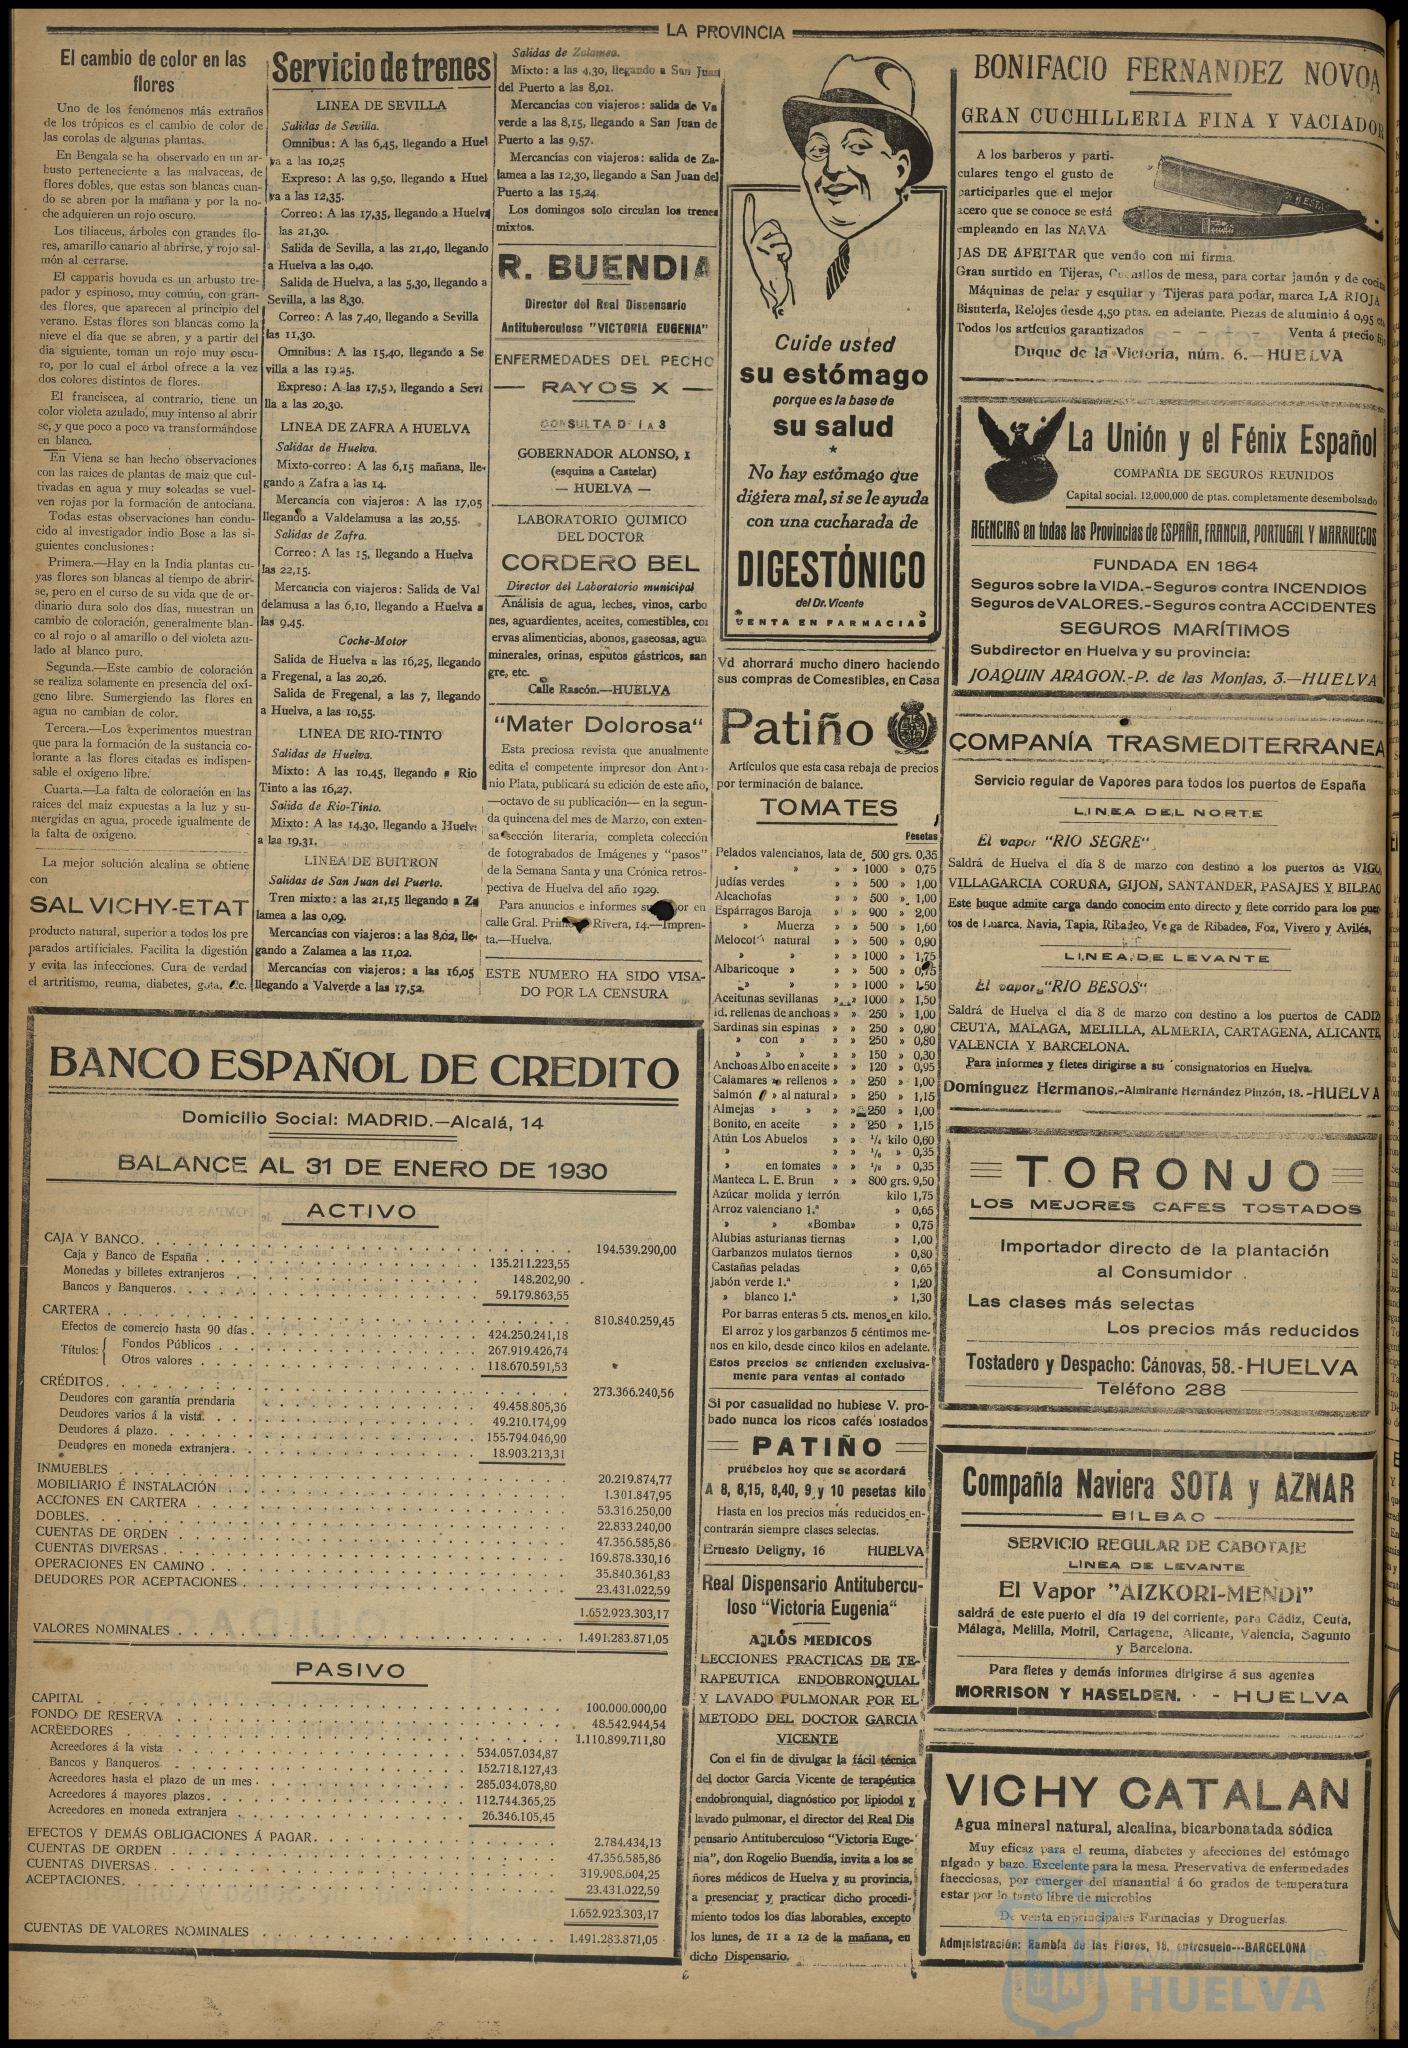 LA PROVINCIA
El cambio de color en las
flores
Uno de los fenómenos más extraños
de los trópicos es el cambio de color de
las corolas de algunas plantas.
En Bengala se ha observado en un ar-
busto perteneciente a las malvaceas, de
flores dobles, que estas son blancas cuan-
do se abren por la mañana y por la no-
che adquieren un rojo oscuro.
Los tiliaceus, árboles con grandes flo-
res, amarillo canario al abrirse, y rojo sal-
món al cerrarse.
El capparis hovuda es un arbusto tre-
pador y espinoso, muy común, con gran-
des flores, que aparecen al principio del
verano. Estas flores son blancas como la
nieve el día que se abren, y a partir del
día siguiente, toman un rojo muy oscu-
ro, por lo cual el árbol ofrece a la vez
dos colores distintos de flores.
El franciscea, al contrario, tiene un
color violeta azulado, muy intenso al abrir
se, y que poco a poco va transformándose
en blanco.
En Viena se han hecho observaciones
con las raices de plantas de maiz que cul-
tivadas en agua y muy soleadas se vuel-
ven rojas por la formación de antociana.
Todas estas observaciones han condu-
cido al investigador indio Bose a las si-
guientes conclusiones:
Primera.—Hay en la India plantas cu-
yas flores son blancas al tiempo de abrir-
se, pero en el curso de su vida que de or-
dinario dura solo dos días, muestran un
cambio de coloración, generalmente blan-
co al rojo o al amarillo o del violeta azu-
lado al blanco puro.
Segunda.—Este cambio de coloración
se realiza solamente en presencia del oxí-
geno libre. Sumergiendo las flores en
agua no cambian de color.
Tercera.—Los experimentos muestran
que para la formación de la sustancia co-
lorante a las flores citadas es indispen-
sable el oxígeno libre.
Cuarta.—La falta de coloración en las
raices del maíz expuestas a la luz y su-
mergidas en agua, procede igualmente de
la falta de oxígeno.
La mejor solución alcalina se obtiene
con
SAL VICHY-ETAT
producto natural, superior a todos los pre
parados artificiales. Facilita la digestión
y evita las infecciones. Cura de verdad
el artritismo, reuma, diabetes, gota, etc.
Servicio de trenes
LINEA DE SEVILLA
Salidas de Sevilla.
Omnibus: A las 6,45, llegando a Huel
va a las 10,25
Expreso: A las 9,50, llegando a Huel
va a las 12,35.
Correo: A las 17,35, llegando a Huelva
las 21,30.
Salida de Sevilla, a las 21,40, llegando
a Huelva a las 0,40.
Salida de Huelva, a las 5,30, llegando a
Sevilla, a las 8,30.
Correo: A las 7,40, llegando a Sevilla
las 11,30.
Omnibus: A las 15,40, llegando a Se
villa a las 19,25.
Expreso: A las 17,50, llegando a Sevi
lla a las 20,30.
LINEA DE ZAFRA A HUELVA
Salidas de Huelva.
Mixto-correo: A las 6,15 mañana, lle-
gando a Zafra a las 14.
Mercancia con viajeros: A las 17,05
llegando a Valdelamusa a las 20,55.
Salidas de Zafra.
Correo: A las 15, llegando a Huelva
las 22,15.
Mercancia con viajeros: Salida de Val
delamusa a las 6,10, llegando a Huelva a
las 9,45.
Coche-Motor
Salida de Huelva a las 16,25, llegando
a Fregenal, a las 20,26.
Salida de Fregenal, a las 7, llegando
a Huelva, a las 10,55.
LINEA DE RIO-TINTO
Salidas de Huelva.
Mixto: A las 10,45, llegando a Rio
Tinto a las 16,27.
Salida de Rio-Tinto.
Mixto: A las 14,30, llegando a Huelva
a las 19,31.
LINEA DE BUITRON
Salidas de San Juan del Puerto.
Tren mixto: a las 21,15 llegando a Za
lamea a las 0,09.
Mercancías con viajeros: a las 8,02, lle-
gando a Zalamea a las 11,02.
Mercancías con viajeros; a las 16,05
llegando a Valverde a las 17,52.
Salidas de Zalamea.
Mixto: a las 4,30, llegando a San Juan
del Puerto a las 8,01.
Mercancias con viajeros: salida de Va
verde a las 8,15, llegando a San Juan de
Puerto a las 9,57.
Mercancías con viajeros: salida de Za-
lamea a las 12,30, llegando a San Juan del
Puerto a las 15,24.
Los domingos solo circulan los trenes
mixtos.
R. BUENDIA
Director del Real Dispensario
Antituberculoso "VICTORIA EUGENIA"
ENFERMEDADES DEL PECHO
RAYOS X
CONSULTA DE 1 A 3
GOBERNADOR ALONSO, 1
(esquina a Castelar)
— HUELVA —
LABORATORIO QUIMICO
DEL DOCTOR
CORDERO BEL
Director del Laboratorio municipal
Análisis de agua, leches, vinos, carbo
nes, aguardientes, aceites, comestibles, con
ervas alimenticias, abonos, gaseosas, agua
minerales, orinas, esputos gástricos, san
gre, etc.
Calle Rascón.—HUELVA
"Mater Dolorosa"
Esta preciosa revista que anualmente
edita el competente impresor don Anto-
nio Plata, publicará su edición de este año,
—octavo de su publicación— en la segun-
da quincena del mes de Marzo, con exten-
sa sección literaria, completa colección
de fotograbados de Imágenes y "pasos"
de la Semana Santa y una Crónica retros-
pectiva de Huelva del año 1929.
Para anuncios e informes su or en
calle Gral. Primo Rivera, 14.—Impren-
ta.—Huelva.
ESTE NUMERO HA SIDO VISA-
DO POR LA CENSURA
Cuide usted
su estómago
porque es la base de
su salud
*
No hay estómago que
digiera mal, si se le ayuda
con una cucharada de
DIGESTÓNICO
del Dr. Vicente
VENTA EN FARMACIAS
Vd ahorrará mucho dinero haciendo
sus compras de Comestibles, en Casa
Patiño
Artículos que esta casa rebaja de precios
por terminación de balance.
TOMATES
Pesetas
Pelados valencianos, lata de 500 grs. 0,35
» » » 1000 » 0,75
Judías verdes » » 500 » 1,00
Alcachofas » » 500 » 1,00
Espárragos Baroja » » 900 » 2,00
» Muerza » » 500 » 1,60
Melocot natural » » 500 » 0,90
» » » » 1000 » 1,75
Albaricoque » » » 500 » 0,75
» » » » 1000 » 1,50
Aceitunas sevillanas » » 1000 » 1,50
id. rellenas de anchoas » » 250 » 1,00
Sardinas sin espinas » » 250 » 0,90
» con » » » 250 » 0,80
» » » » » 150 » 0,30
Anchoas Albo en aceite » » 120 » 0,95
Calamares rellenos » » 250 » 1,00
Salmón al natural » » 250 » 1,15
Almejas » » » 250 » 1,00
Bonito, en aceite » » 250 » 1,15
Atún Los Abuelos » » 1/4 kilo 0,60
» » » 1/8 » 0,35
» en tomates » » 1/8 » 0,35
Manteca L. E. Brun » » 800 grs. 9,50
Azúcar molida y terrón kilo 1,75
Arroz valenciano 1.ª » 0,65
» » «Bomba» » 0,75
Alubias asturianas tiernas » 1,00
Garbanzos mulatos tiernos » 0,80
Castañas peladas » 0,65
Jabón verde 1.ª » 1,20
» blanco 1.ª » 1,30
Por barras enteras 5 cts. menos en kilo.
El arroz y los garbanzos 5 céntimos me-
nos en kilo, desde cinco kilos en adelante.
Estos precios se entienden exclusiva-
mente para ventas al contado
Si por casualidad no hubiese V. pro-
bado nunca los ricos cafés tostados
PATIÑO
pruébelos hoy que se acordará
A 8, 8,15, 8,40, 9 y 10 pesetas kilo
Hasta en los precios más reducidos en-
contrarán siempre clases selectas.
Ernesto Deligny, 16 HUELVA
Real Dispensario Antitubercu-
loso "Victoria Eugenia"
A LOS MEDICOS
LECCIONES PRACTICAS DE TE-
RAPEUTICA ENDOBRONQUIAL
Y LAVADO PULMONAR POR EL
METODO DEL DOCTOR GARCIA
VICENTE
Con el fin de divulgar la fácil técnica
del doctor García Vicente de terapéutica
endobronquial, diagnóstico por lipiodol y
lavado pulmonar, el director del Real Dis
pensario Antituberculoso "Victoria Euge-
nia", don Rogelio Buendía, invita a los se
ñores médicos de Huelva y su provincia,
a presenciar y practicar dicho procedi-
miento todos los días laborables, excepto
los lunes, de 11 a 12 de la mañana, en
dicho Dispensario.
BONIFACIO FERNANDEZ NOVOA
GRAN CUCHILLERIA FINA Y VACIADOR
A los barberos y parti-
culares tengo el gusto de
participarles que el mejor
acero que se conoce se está
empleando en las NAVA
JAS DE AFEITAR que vendo con mi firma.
Gran surtido en Tijeras, Cuchillos de mesa, para cortar jamón y de cocina
Máquinas de pelar y esquilar y Tijeras para podar, marca LA RIOJA
Bisutería, Relojes desde 4,50 ptas. en adelante. Piezas de aluminio á 0,95 cts
Todos los artículos garantizados - - - Venta á precio fijo
Duque de la Victoria, núm. 6.—HUELVA
La Unión y el Fénix Español
COMPAÑIA DE SEGUROS REUNIDOS
Capital social. 12.000.000 de ptas. completamente desembolsado
AGENCIAS en todas las Provincias de ESPAÑA, FRANCIA, PORTUGAL Y MARRUECOS
FUNDADA EN 1864
Seguros sobre la VIDA.-Seguros contra INCENDIOS
Seguros de VALORES.-Seguros contra ACCIDENTES
SEGUROS MARÍTIMOS
Subdirector en Huelva y su provincia:
JOAQUIN ARAGON.-P. de las Monjas, 3.—HUELVA
COMPAÑÍA TRASMEDITERRANEA
Servicio regular de Vapores para todos los puertos de España
LINEA DEL NORTE
El vapor "RIO SEGRE"
Saldrá de Huelva el día 8 de marzo con destino a los puertos de VIGO,
VILLAGARCIA CORUÑA, GIJON, SANTANDER, PASAJES Y BILBAO
Este buque admite carga dando conocimiento directo y flete corrido para los puer-
tos de Luarca, Navia, Tapia, Ribadeo, Vega de Ribadeo, Foz, Vivero y Avilés.
LINEA DE LEVANTE
El vapor "RIO BESOS"
Saldrá de Huelva el día 8 de marzo con destino a los puertos de CADIZ
CEUTA, MALAGA, MELILLA, ALMERIA, CARTAGENA, ALICANTE,
VALENCIA Y BARCELONA.
Para informes y fletes dirigirse a su consignatorios en Huelva.
Domínguez Hermanos.-Almirante Hernández Pinzón, 18.-HUELVA
TORONJO
LOS MEJORES CAFES TOSTADOS
Importador directo de la plantación
al Consumidor
Las clases más selectas
Los precios más reducidos
Tostadero y Despacho: Cánovas, 58.-HUELVA
Teléfono 288
Compañía Naviera SOTA y AZNAR
BILBAO
SERVICIO REGULAR DE CABOTAJE
LINEA DE LEVANTE
El Vapor "AIZKORI-MENDI"
saldrá de este puerto el día 19 del corriente, para Cádiz, Ceuta,
Málaga, Melilla, Motril, Cartagena, Alicante, Valencia, Sagunto
y Barcelona.
Para fletes y demás informes dirigirse á sus agentes
MORRISON Y HASELDEN. - HUELVA
VICHY CATALAN
Agua mineral natural, alcalina, bicarbonatada sódica
Muy eficaz para el reuma, diabetes y afecciones del estómago
nígado y bazo. Excelente para la mesa. Preservativa de enfermedades
fnecciosas, por emerger del manantial á 60 grados de temperatura
estar por lo tanto libre de microbios
De venta en principales Farmacias y Droguerías.
Administración: Rambla de las Flores, 18, entresuelo---BARCELONA
BANCO ESPAÑOL DE CREDITO
Domicilio Social: MADRID.—Alcalá, 14
BALANCE AL 31 DE ENERO DE 1930
ACTIVO
CAJA Y BANCO. 194.539.290,00
Caja y Banco de España 135.211.223,55
Monedas y billetes extranjeros 148.202,90
Bancos y Banqueros. 59.179.863,55
CARTERA 810.840.259,45
Efectos de comercio hasta 90 días. 424.250.241,18
Títulos: { Fondos Públicos 267.919.426,74
Otros valores 118.670.591,53
CRÉDITOS. 273.366.240,56
Deudores con garantía prendaria 49.458.805,36
Deudores varios á la vista. 49.210.174,99
Deudores á plazo. 155.794.046,90
Deudores en moneda extranjera. 18.903.213,31
INMUEBLES 20.219.874,77
MOBILIARIO É INSTALACIÓN 1.301.847,95
ACCIONES EN CARTERA 53.316.250,00
DOBLES. 22.833.240,00
CUENTAS DE ORDEN 47.356.585,86
CUENTAS DIVERSAS. 169.878.330,16
OPERACIONES EN CAMINO 35.840.361,83
DEUDORES POR ACEPTACIONES 23.431.022,59
1.652.923.303,17
VALORES NOMINALES 1.491.283.871,05
PASIVO
CAPITAL 100.000.000,00
FONDO DE RESERVA 48.542.944,54
ACREEDORES 1.110.899.711,80
Acreedores á la vista 534.057.034,87
Bancos y Banqueros 152.718.127,43
Acreedores hasta el plazo de un mes 285.034.078,80
Acreedores á mayores plazos. 112.744.365,25
Acreedores en moneda extranjera 26.346.105,45
EFECTOS Y DEMÁS OBLIGACIONES Á PAGAR. 2.784.434,13
CUENTAS DE ORDEN 47.356.585,86
CUENTAS DIVERSAS. 319.908.604,25
ACEPTACIONES. 23.431.022,59
1.652.923.303,17
CUENTAS DE VALORES NOMINALES 1.491.283.871,05
Ayuntamiento de
HUELVA